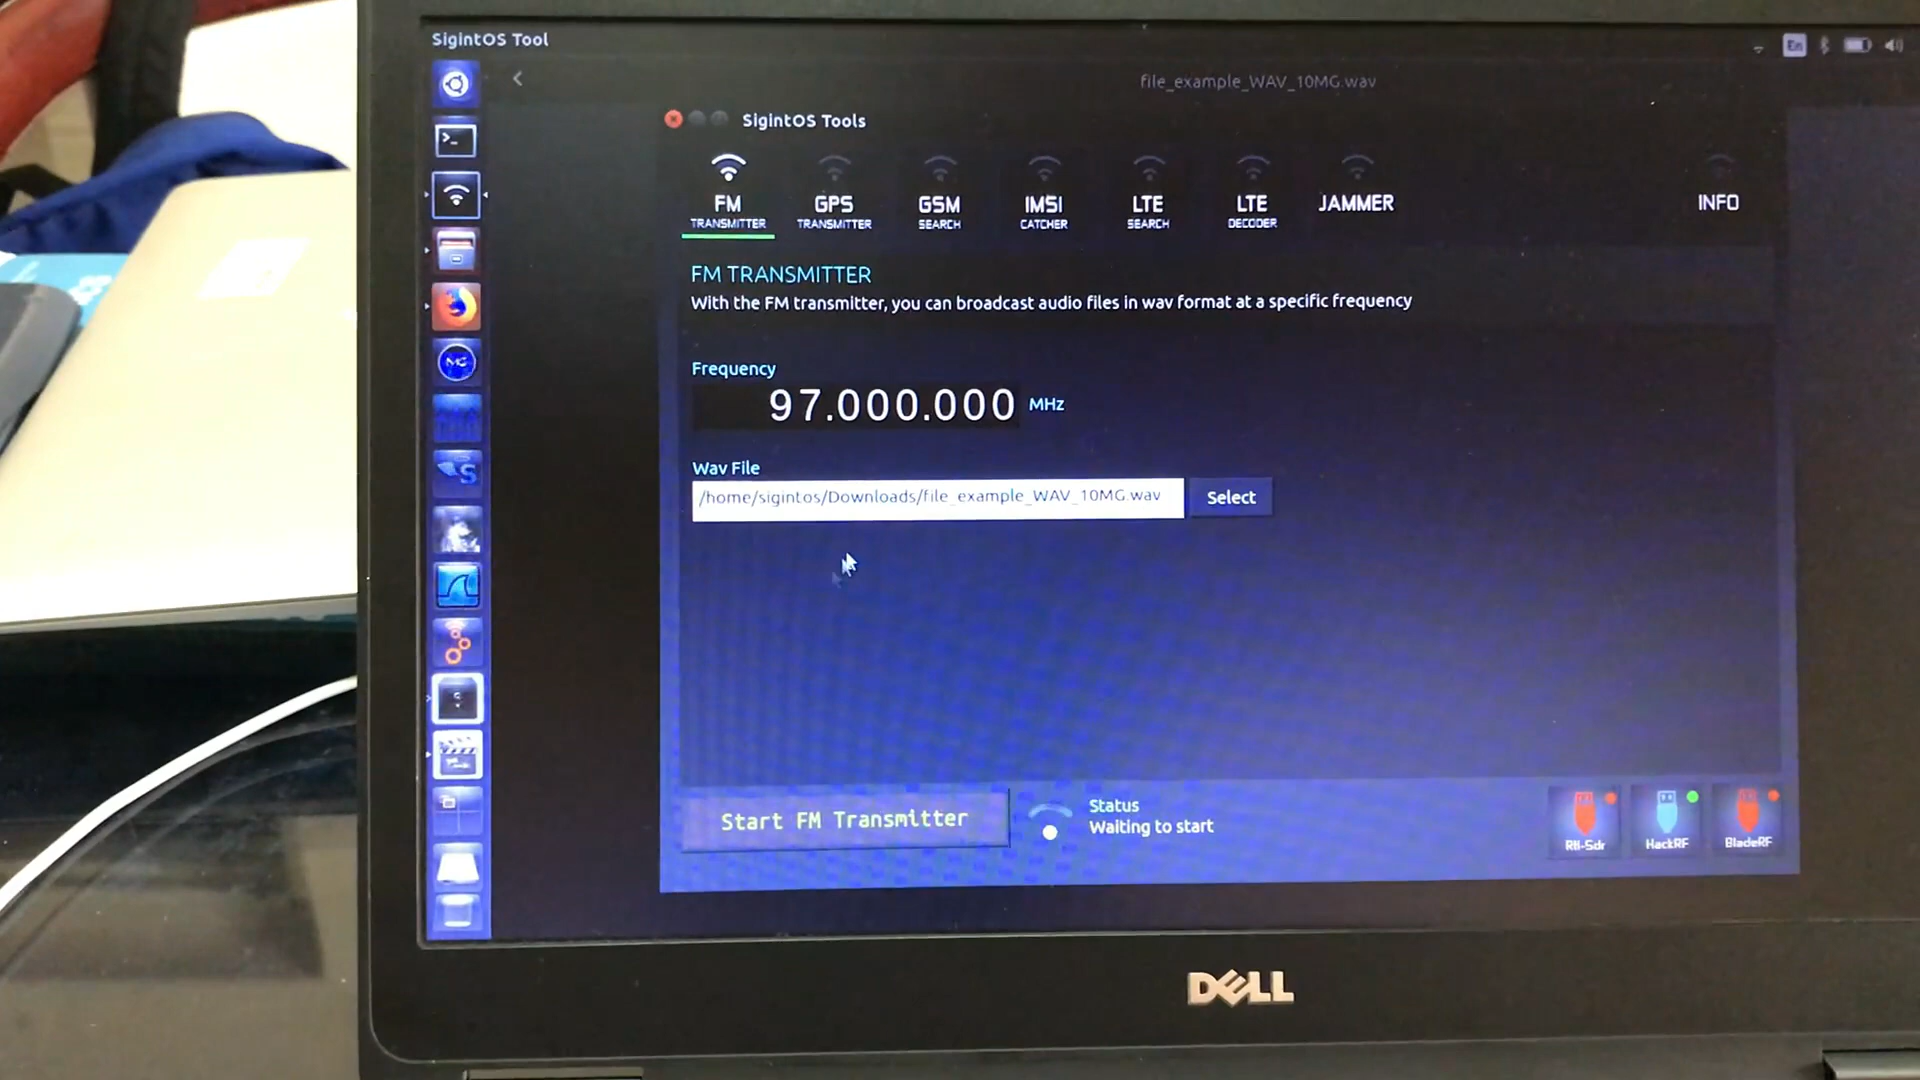 SigintOS Tool
En
file_example_WAV_10MG.wav
SigintOS Tools
FM
TRANSMITTER
GPS
TRANSMITTER
GSM
SEARCH
IMSI
CATCHER
LTE
SEARCH
LTE
DECODER
JAMMER
INFO
FM TRANSMITTER
With the FM transmitter, you can broadcast audio files in wav format at a specific frequency
Frequency
97.000.000 MHz
Wav File
/home/sigintos/Downloads/file_example_WAV_10MG.wav
Select
Start FM Transmitter
Status
Waiting to start
Rtl-Sdr
HackRF
BladeRF
DELL